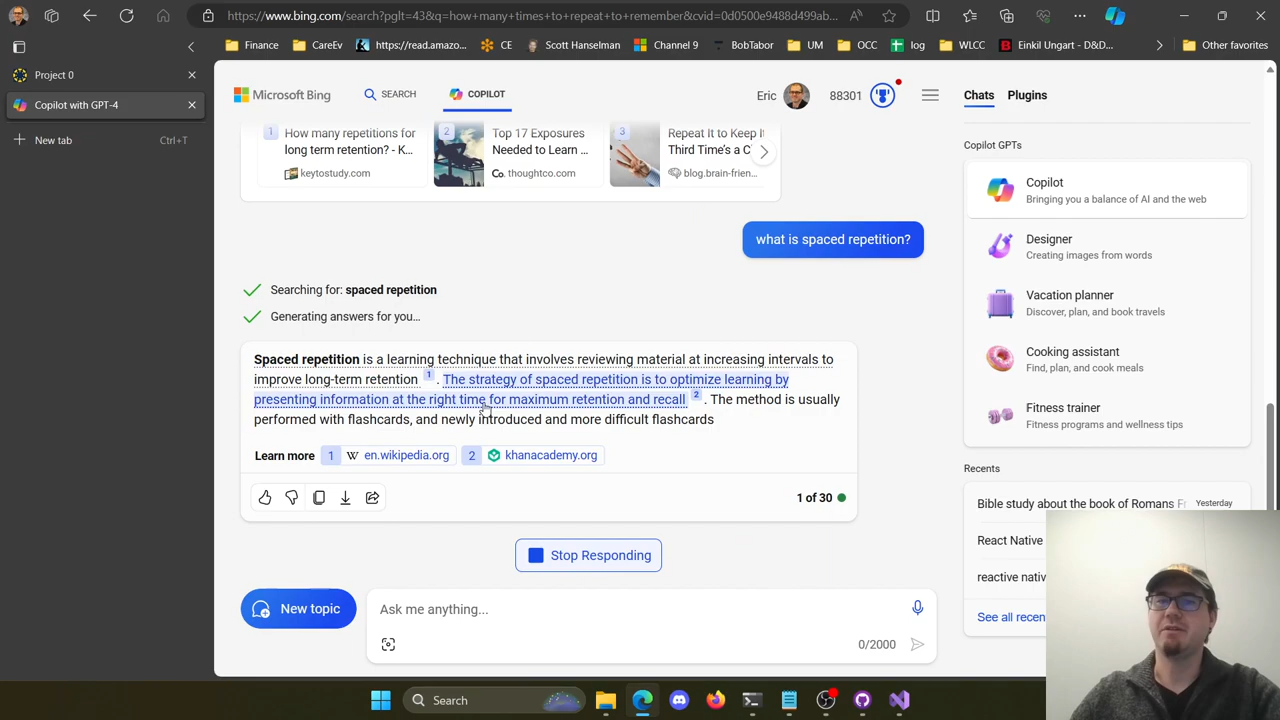 https://www.bing.com/search?pglt=43&q=how+many+times+to+repeat+to+remember&cvid=0d0500e9488d499ab...
Finance
CareEv
https://read.amazo...
CE
Scott Hanselman
Channel 9
BobTabor
UM
OCC
log
WLCC
Einkil Ungart - D&D...
Other favorites
Project 0
Copilot with GPT-4
New tab
Ctrl+T
Microsoft Bing
SEARCH
COPILOT
Eric
88301
1
How many repetitions for
long term retention? - K...
keytostudy.com
2
Top 17 Exposures
Needed to Learn ...
Co. thoughtco.com
3
Repeat It to Keep It
Third Time's a C
blog.brain-frien...
what is spaced repetition?
Searching for: spaced repetition
Generating answers for you...
Spaced repetition is a learning technique that involves reviewing material at increasing intervals to
improve long-term retention 1. The strategy of spaced repetition is to optimize learning by
presenting information at the right time for maximum retention and recall 2. The method is usually
performed with flashcards, and newly introduced and more difficult flashcards
Learn more 1 W en.wikipedia.org 2 khanacademy.org
1 of 30
Stop Responding
New topic
Ask me anything...
0/2000
Chats
Plugins
Copilot GPTs
Copilot
Bringing you a balance of AI and the web
Designer
Creating images from words
Vacation planner
Discover, plan, and book travels
Cooking assistant
Find, plan, and cook meals
Fitness trainer
Fitness programs and wellness tips
Recents
Bible study about the book of Romans Fr
Yesterday
React Native
reactive nativ
See all recen
Search